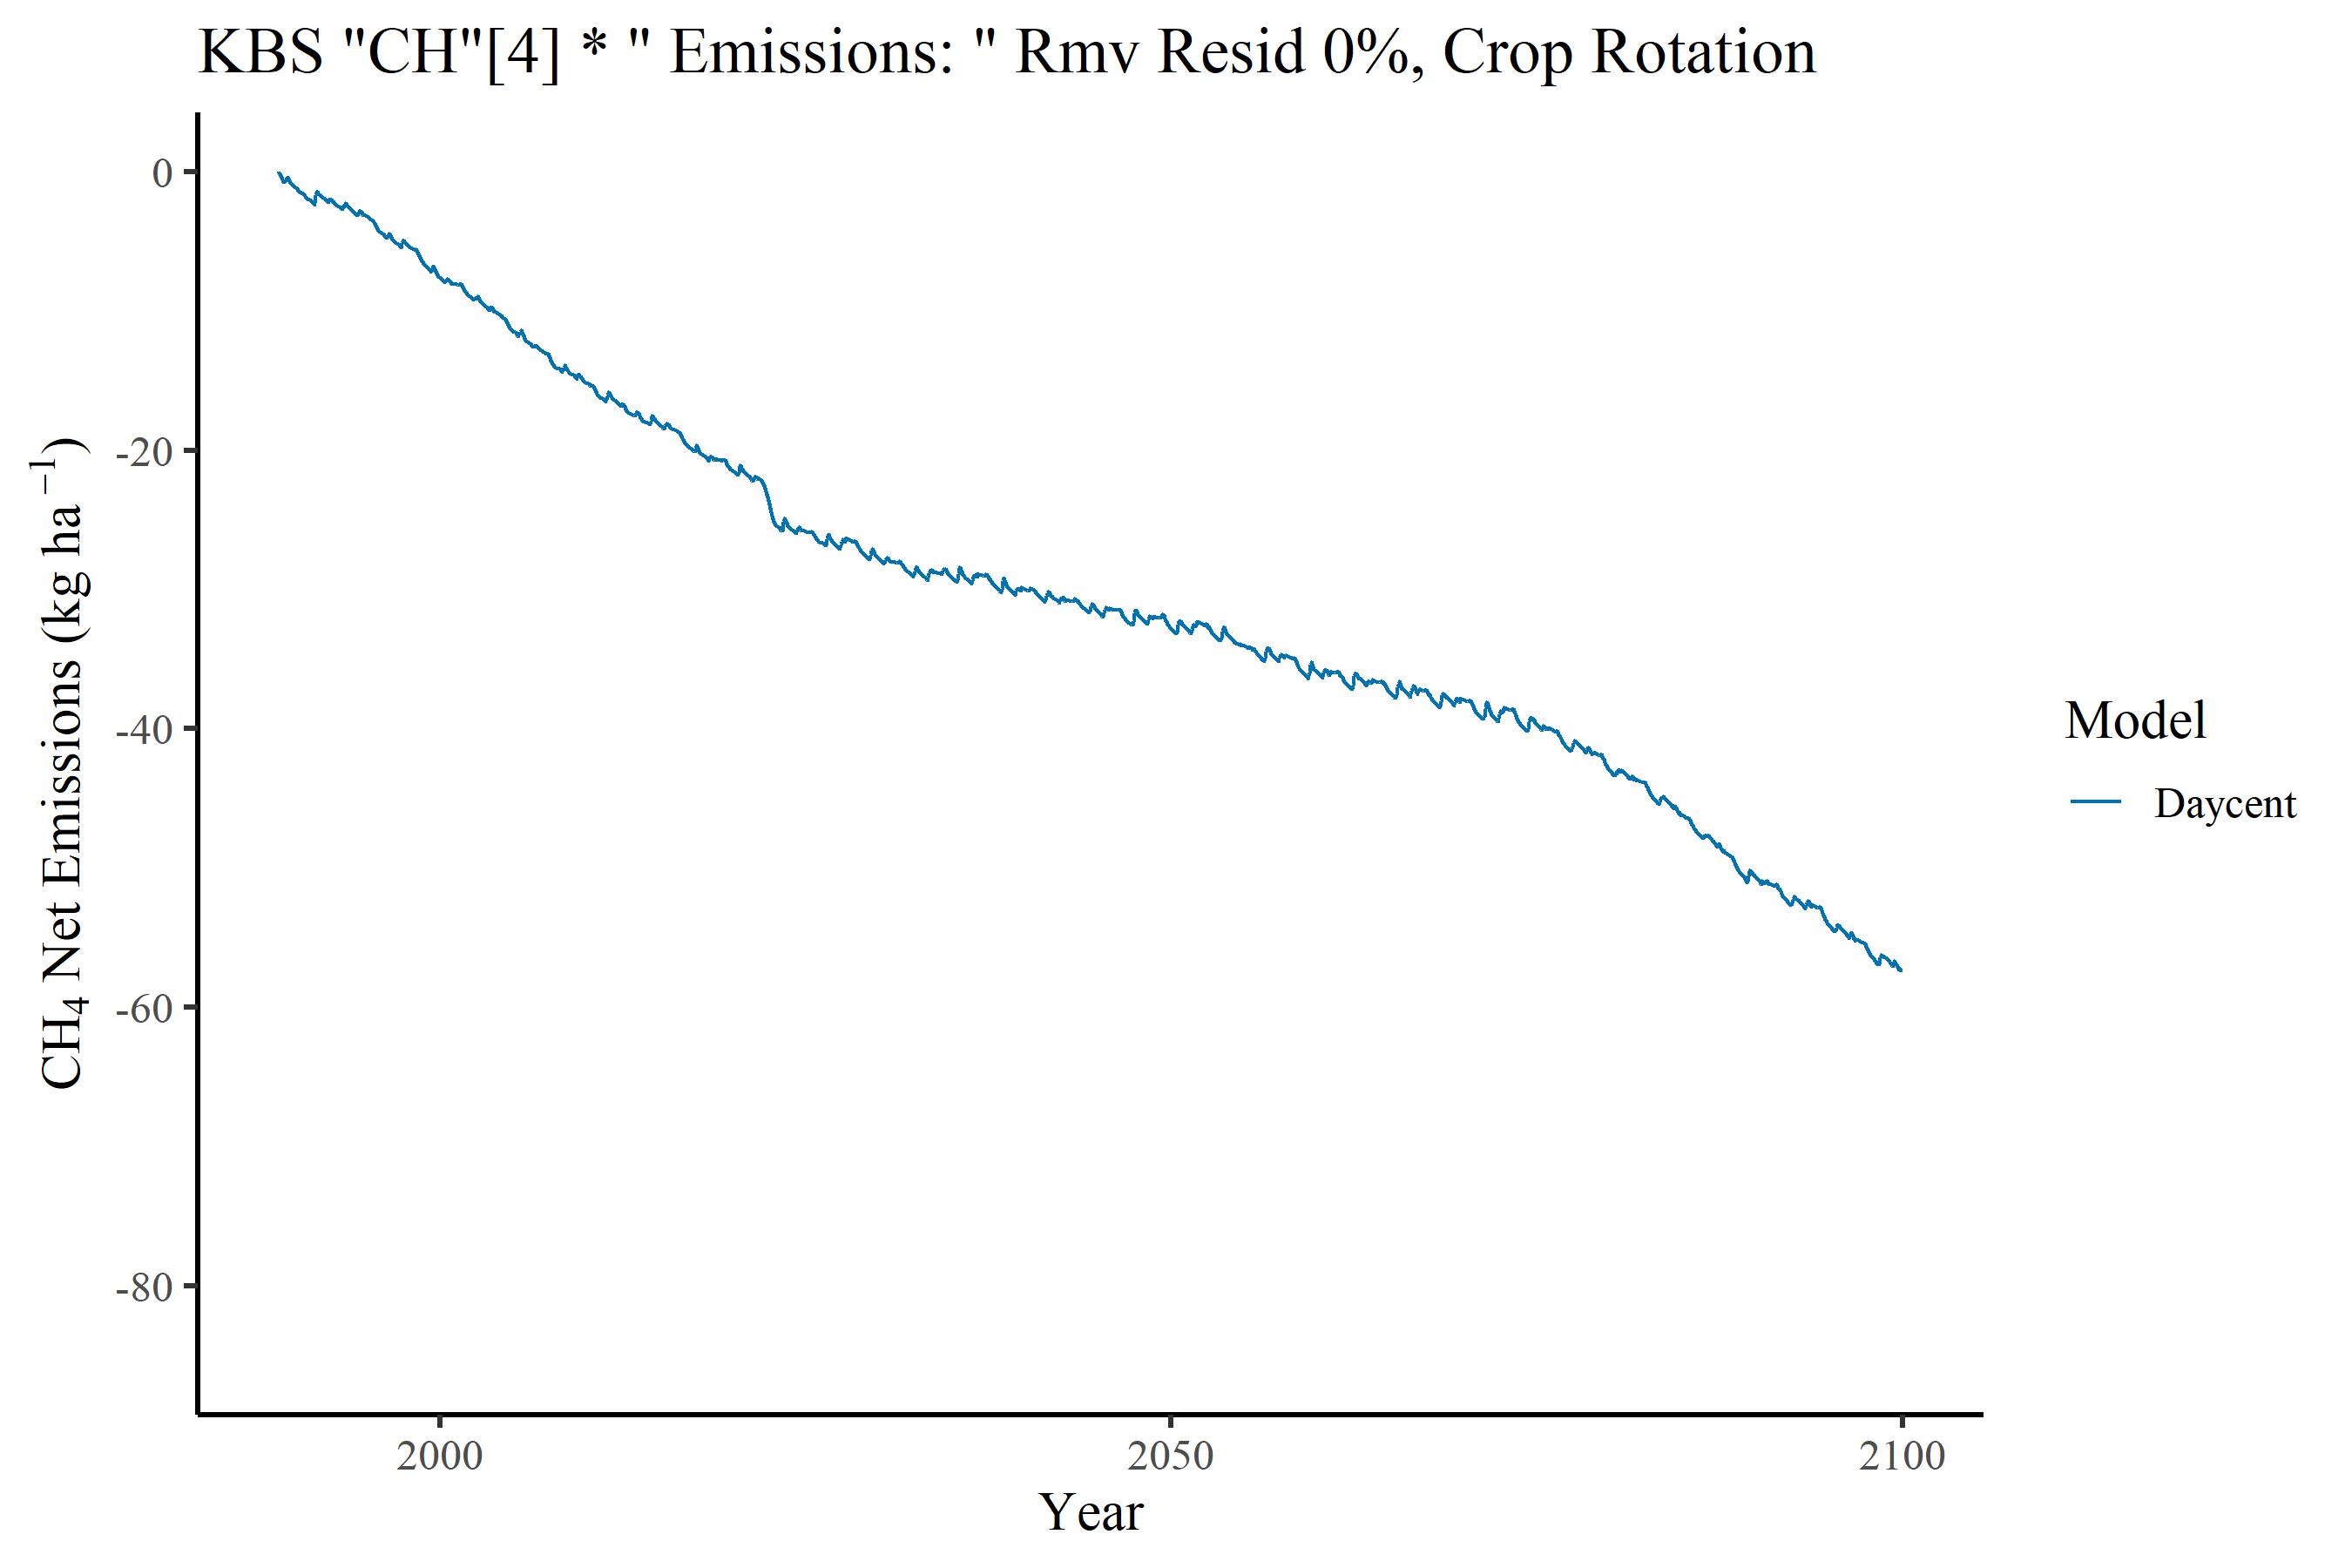 KBS "CH"[4] * " Emissions: " Rmv Resid 0%, Crop Rotation
CH₄ Net Emissions (kg ha ⁻¹)
0
-20
-40
-60
-80
2000
2050
2100
Year
Model
Daycent